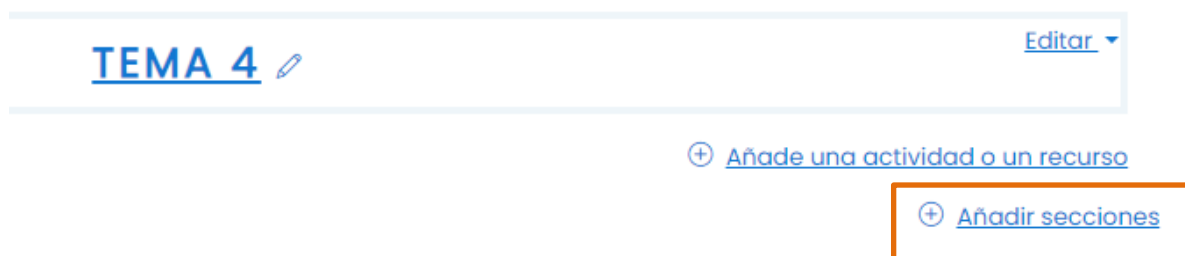 Editar
TEMA 4
Añade una actividad o un recurso
Añadir secciones